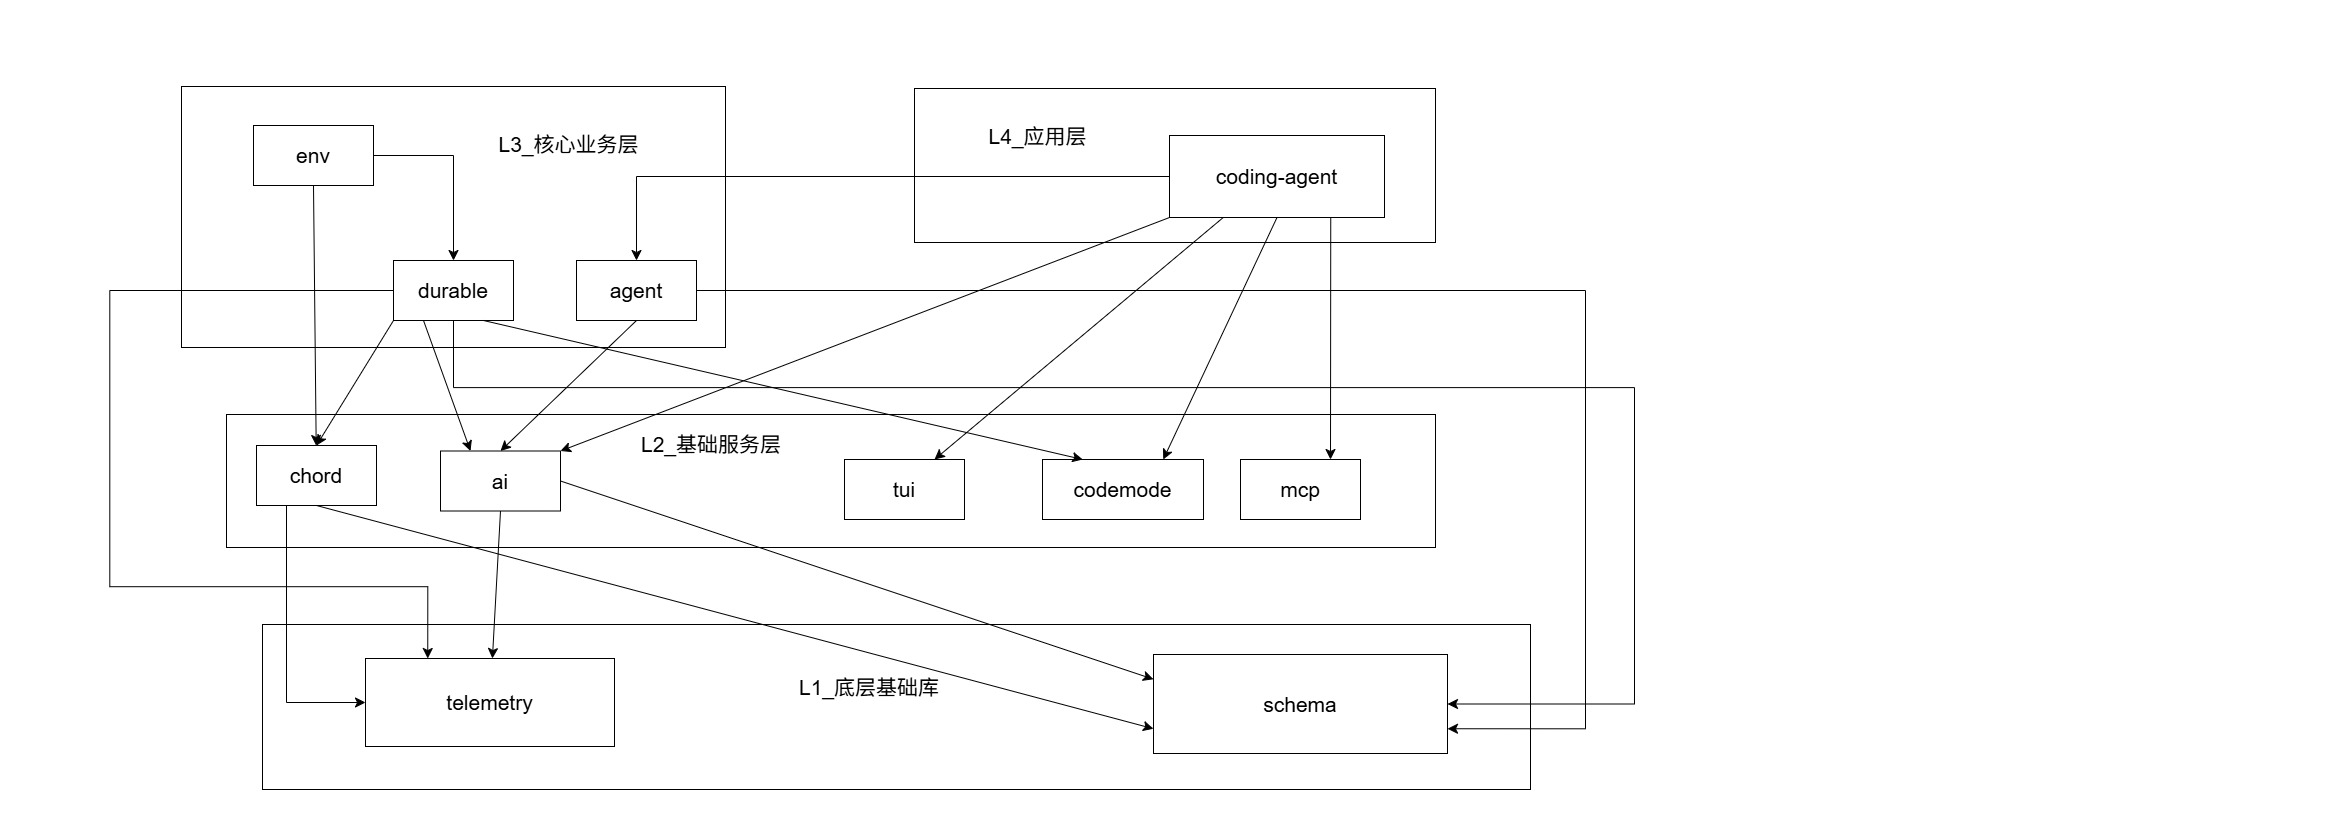 L4_应用层
L3_核心业务层
env
coding-agent
durable
agent
L2_基础服务层
chord
ai
tui
codemode
mcp
L1_底层基础库
telemetry
schema